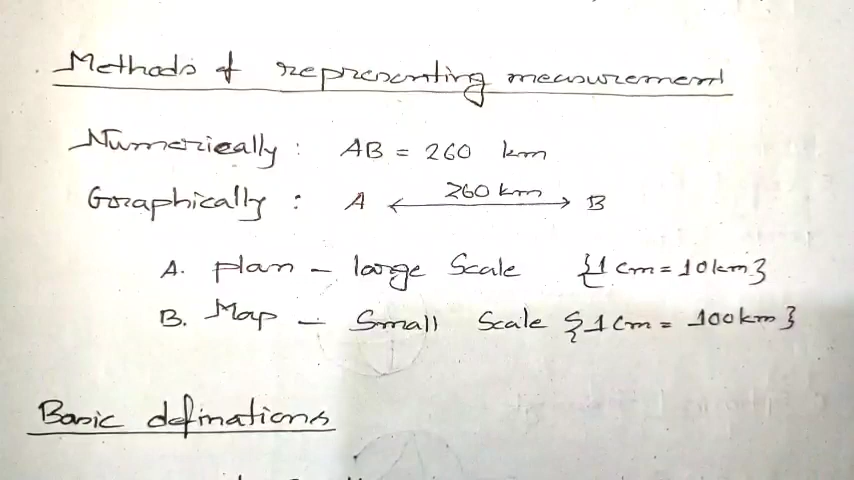 Methods of representing measurement
Numerically : AB = 260 km
Graphically : A ← 260 km → B
A. plan – large Scale {1 cm = 10 km}
B. Map – Small Scale {1 cm = 100 km}
Basic definations